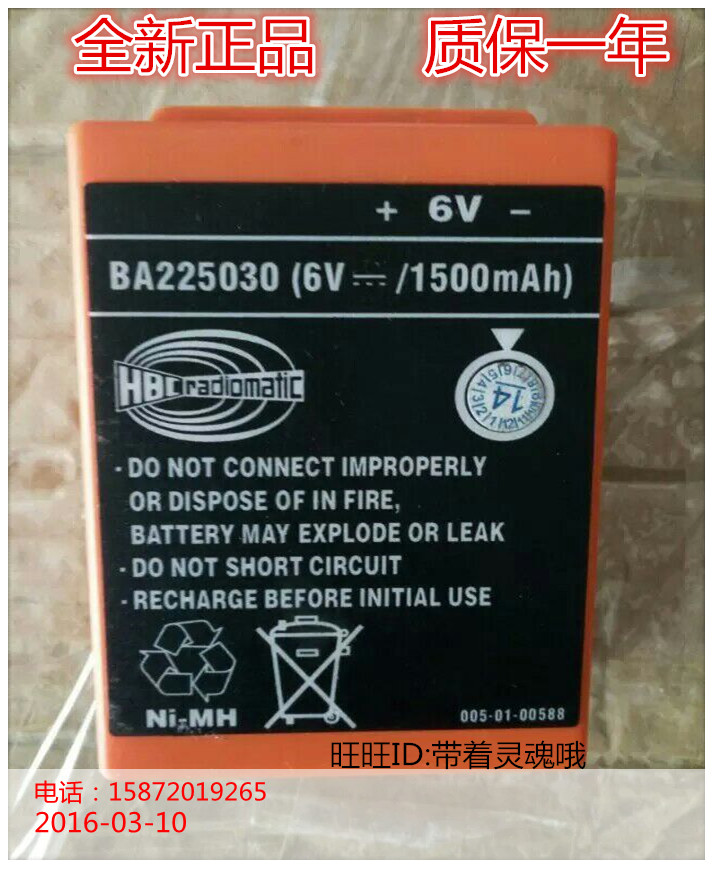 全新正品 质保一年
+ 6V −
BA225030 (6V ⎓ /1500mAh)
HBC radiomatic
14
· DO NOT CONNECT IMPROPERLY
OR DISPOSE OF IN FIRE,
BATTERY MAY EXPLODE OR LEAK
· DO NOT SHORT CIRCUIT
· RECHARGE BEFORE INITIAL USE
Ni-MH
005-01-00588
旺旺ID:带着灵魂哦
电话：15872019265
2016-03-10